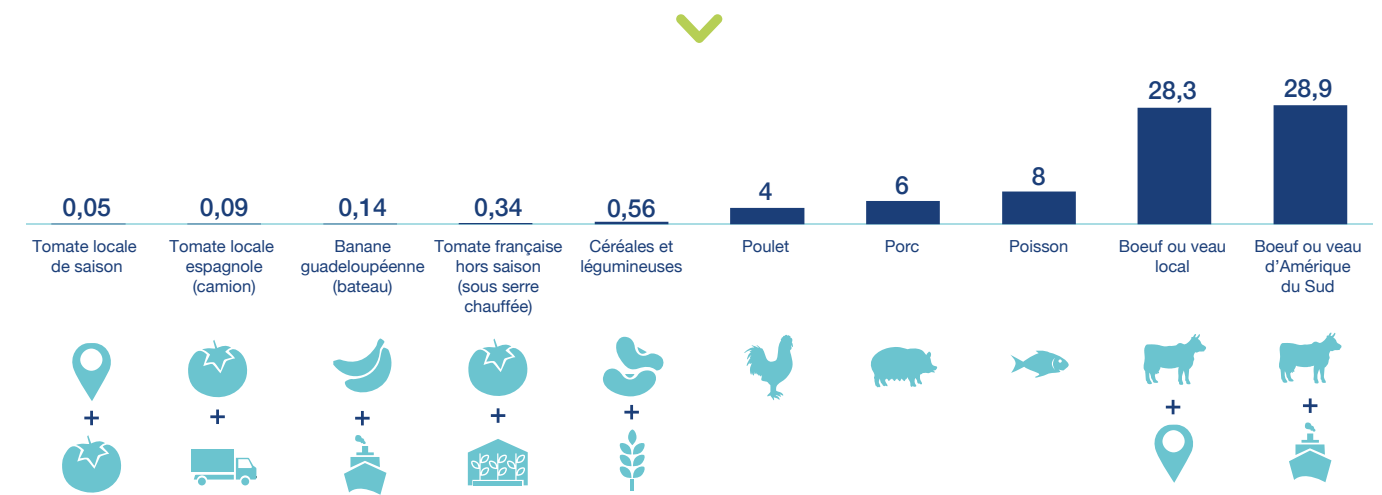 0,05
0,09
0,14
0,34
0,56
4
6
8
28,3
28,9
Tomate locale
de saison
Tomate locale
espagnole
(camion)
Banane
guadeloupéenne
(bateau)
Tomate française
hors saison
(sous serre
chauffée)
Céréales et
légumineuses
Poulet
Porc
Poisson
Boeuf ou veau
local
Boeuf ou veau
d’Amérique
du Sud
+
+
+
+
+
+
+